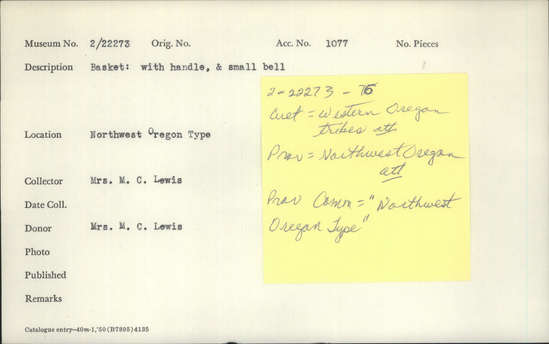 Museum No. 2/22273 Orig. No. Acc. No. 1077 No. Pieces
Description Basket: with handle, & small bell
2-22273-76
Cult = Western Oregon
tribes att
Location Northwest Oregon Type
Prov = Northwest Oregon
att
Collector Mrs. M. C. Lewis
Prov Comm = "Northwest
Date Coll.
Oregon Type"
Donor Mrs. M. C. Lewis
Photo
Published
Remarks
Catalogue entry—40m-1,'50(B7895)4135